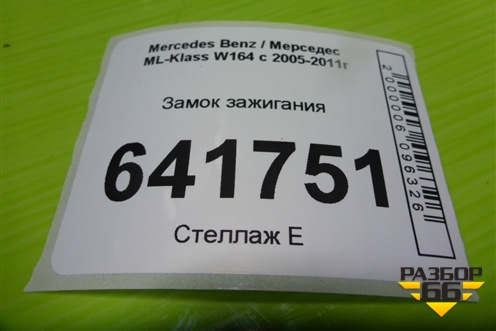 Mercedes Benz / Мерседес
ML-Klass W164 с 2005-2011г
Замок зажигания
641751
Стеллаж Е
2000006096326
РАЗБОР
66